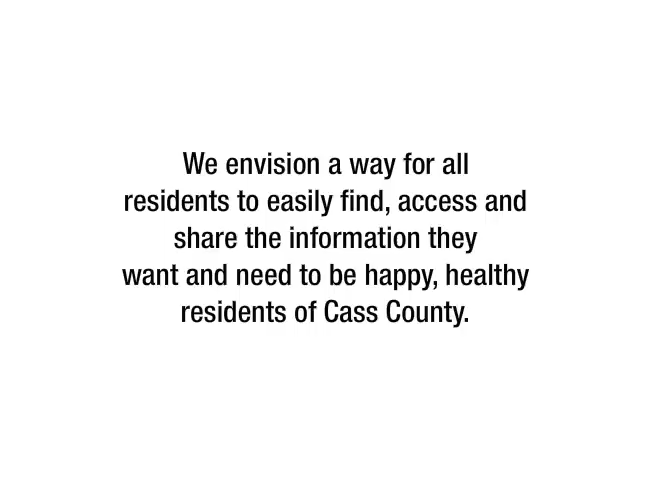 We envision a way for all
residents to easily find, access and
share the information they
want and need to be happy, healthy
residents of Cass County.